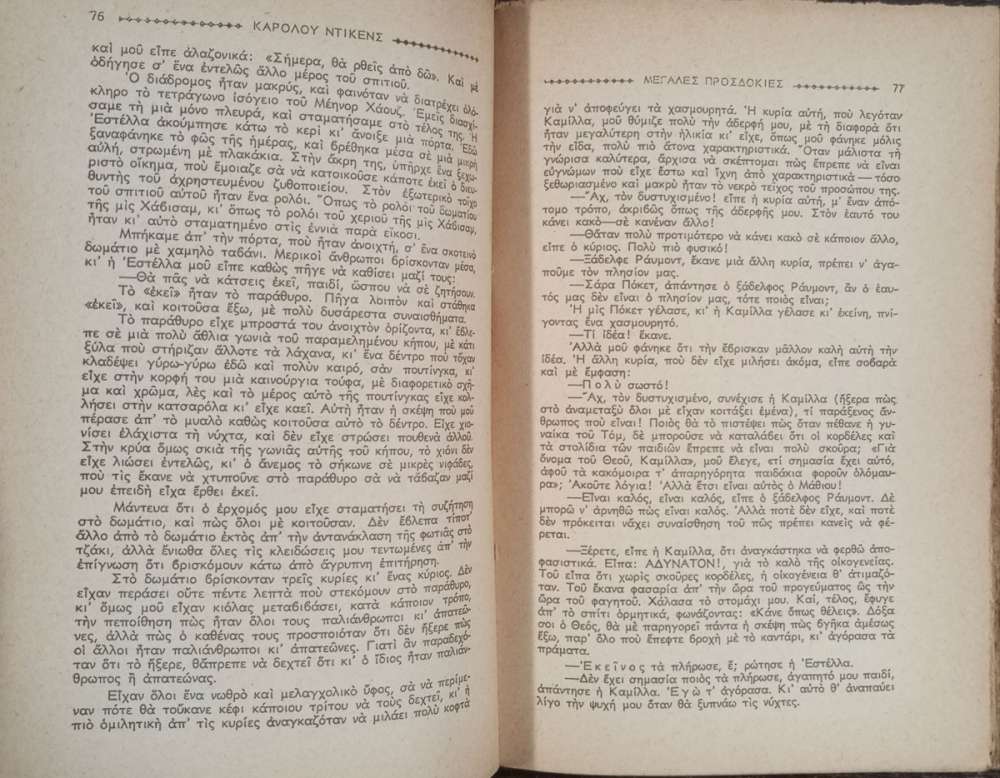 76
ΚΑΡΟΛΟΥ ΝΤΙΚΕΝΣ
καὶ μοῦ εἶπε ἀλαζονικά: «Σήμερα, θὰ ρθεῖς ἀπὸ δῶ». Καὶ μὲ
ὁδήγησε σ' ἕνα ἐντελῶς ἄλλο μέρος τοῦ σπιτιοῦ.
Ὁ διάδρομος ἦταν μακρύς, καὶ φαινόταν νὰ διατρέχει ὁλό-
κληρο τὸ τετράγωνο ἰσόγειο τοῦ Μένορ Χάουζ. Ἐμεῖς διασχί-
σαμε τὴ μιὰ μόνο πλευρά, καὶ σταματήσαμε στὸ τέλος της. Ἡ
Ἐστέλλα ἀκούμπησε κάτω τὸ κερὶ κι' ἄνοιξε μιὰ πόρτα. Ἐδῶ
ξαναφάνηκε τὸ φῶς τῆς ἡμέρας, καὶ βρέθηκα μέσα σὲ μιὰ μικρὴ
αὐλή, στρωμένη μὲ πλακάκια. Στὴν ἄκρη της, ὑπῆρχε ἕνα ξεχω-
ριστὸ οἴκημα, ποὺ ἔμοιαζε σὰ νὰ κατοικοῦσε κάποτε ἐκεῖ ὁ διευ-
θυντὴς τοῦ ἀχρηστευμένου ζυθοποιείου. Στὸν ἐξωτερικὸ τοῖχο
τοῦ σπιτιοῦ αὐτοῦ ἦταν ἕνα ρολόι. Ὅπως τὸ ρολόι τοῦ δωματίου
τῆς μὶς Χάβισαμ, κι' ὅπως τὸ ρολόι τοῦ χεριοῦ τῆς μὶς Χάβισαμ,
ἦταν κι' αὐτὸ σταματημένο στὶς ἐννιὰ παρὰ εἴκοσι.
Μπήκαμε ἀπ' τὴν πόρτα, ποὺ ἦταν ἀνοιχτή, σ' ἕνα σκοτεινὸ
δωμάτιο μὲ χαμηλὸ ταβάνι. Μερικοὶ ἄνθρωποι βρίσκονταν μέσα,
κι' ἡ Ἐστέλλα μοῦ εἶπε καθὼς πῆγε νὰ καθίσει μαζί τους:
—Θὰ πᾶς νὰ κάτσεις ἐκεῖ, παιδί, ὥσπου νὰ σὲ ζητήσουν.
Τὸ «ἐκεῖ» ἦταν τὸ παράθυρο. Πῆγα λοιπὸν καὶ στάθηκα
«ἐκεῖ», καὶ κοιτοῦσα ἔξω, μὲ πολὺ δυσάρεστα συναισθήματα.
Τὸ παράθυρο εἶχε μπροστά του ἀνοιχτὸν ὁρίζοντα, κι' ἔβλε-
πε σὲ μιὰ πολὺ ἄθλια γωνιὰ τοῦ παραμελημένου κήπου, μὲ κάτι
ξύλα ποὺ στήριζαν ἄλλοτε τὰ λάχανα, κι' ἕνα δέντρο ποὺ τὄχαν
κλαδέψει γύρω-γύρω ἐδῶ καὶ πολὺν καιρό, σὰν πουτίνγκα, κι'
εἶχε στὴν κορφή του μιὰ καινούργια τούφα, μὲ διαφορετικὸ σχῆ-
μα καὶ χρῶμα, λὲς καὶ τὸ μέρος αὐτὸ τῆς πουτίνγκας εἶχε κολ-
λήσει στὴν κατσαρόλα κι' εἶχε καεῖ. Αὐτὴ ἦταν ἡ σκέψη ποὺ μοῦ
πέρασε ἀπ' τὸ μυαλὸ καθὼς κοιτοῦσα αὐτὸ τὸ δέντρο. Εἶχε χιο-
νίσει ἐλάχιστα τὴ νύχτα, καὶ δὲν εἶχε στρώσει πουθενὰ ἀλλοῦ.
Στὴν κρύα ὅμως σκιὰ τῆς γωνιᾶς αὐτῆς τοῦ κήπου, τὸ χιόνι δὲν
εἶχε λιώσει ἐντελῶς, κι' ὁ ἄνεμος τὸ σήκωνε σὲ μικρὲς νιφάδες,
ποὺ τὶς ἔκανε νὰ χτυποῦνε στὸ παράθυρο σὰ νὰ τἄβαζαν μαζί
μου ἐπειδὴ εἶχα ἔρθει ἐκεῖ.
Μάντευα ὅτι ὁ ἐρχομός μου εἶχε σταματήσει τὴ συζήτηση
στὸ δωμάτιο, καὶ πὼς ὅλοι μὲ κοιτοῦσαν. Δὲν ἔβλεπα τίποτ'
ἄλλο ἀπὸ τὸ δωμάτιο ἐκτὸς ἀπ' τὴν ἀντανάκλαση τῆς φωτιᾶς στὸ
τζάκι, ἀλλὰ ἔνιωθα ὅλες τὶς κλειδώσεις μου τεντωμένες ἀπ' τὴν
ἐπίγνωση ὅτι βρισκόμουν κάτω ἀπὸ ἄγρυπνη ἐπιτήρηση.
Στὸ δωμάτιο βρίσκονταν τρεῖς κυρίες κι' ἕνας κύριος. Δὲν
εἶχαν περάσει οὔτε πέντε λεπτὰ ποὺ στεκόμουν στὸ παράθυρο,
κι' ὅμως μοῦ εἶχαν κιόλας μεταβιβάσει, κατὰ κάποιον τρόπο,
τὴν πεποίθηση πὼς ἦταν ὅλοι τους παλιάνθρωποι κι' ἀπατεῶ-
νες, ἀλλὰ πὼς ὁ καθένας τους προσποιόταν ὅτι δὲν ἤξερε πὼς
οἱ ἄλλοι ἦταν παλιάνθρωποι κι' ἀπατεῶνες. Γιατὶ ἂν παραδεχό-
ταν ὅτι τὸ ἤξερε, θἄπρεπε νὰ δεχτεῖ ὅτι κι' ὁ ἴδιος ἦταν παλιάν-
θρωπος ἢ ἀπατεώνας.
Εἶχαν ὅλοι ἕνα νωθρὸ καὶ μελαγχολικὸ ὕφος, σὰ νὰ περίμε-
ναν πότε θὰ τοὔκανε κέφι κάποιου τρίτου νὰ τοὺς δεχτεῖ, κι' ἡ
πιὸ ὁμιλητικὴ ἀπ' τὶς κυρίες ἀναγκαζόταν νὰ μιλάει πολὺ κοφτὰ
ΜΕΓΑΛΕΣ ΠΡΟΣΔΟΚΙΕΣ
77
γιὰ ν' ἀποφεύγει τὰ χασμουρητά. Ἡ κυρία αὐτή, ποὺ λεγόταν
Καμίλλα, μοῦ θύμιζε πολὺ τὴν ἀδερφή μου, μὲ τὴ διαφορὰ ὅτι
ἦταν μεγαλύτερη στὴν ἡλικία κι' εἶχε, ὅπως μοῦ φάνηκε μόλις
τὴν εἶδα, πολὺ πιὸ ἄτονα χαρακτηριστικά. Ὅταν μάλιστα τὴ
γνώρισα καλύτερα, ἄρχισα νὰ σκέπτομαι πὼς ἔπρεπε νὰ εἶναι
εὐγνώμων ποὺ εἶχε ἔστω καὶ ἴχνη ἀπὸ χαρακτηριστικὰ — τόσο
ξεθωριασμένο καὶ μακρὺ ἦταν τὸ νεκρὸ τεῖχος τοῦ προσώπου της.
—Ἄχ, τὸν δυστυχισμένο! εἶπε ἡ κυρία αὐτή, μ' ἕναν ἀπό-
τομο τρόπο, ἀκριβῶς ὅπως τῆς ἀδερφῆς μου. Στὸν ἑαυτό του
κάνει κακὸ—σὲ κανέναν ἄλλο!
—Θἄταν πολὺ προτιμότερο νὰ κάνει κακὸ σὲ κάποιον ἄλλο,
εἶπε ὁ κύριος. Πολὺ πιὸ φυσικό!
—Ξάδελφε Ράυμοντ, ἔκανε μιὰ ἄλλη κυρία, πρέπει ν' ἀγα-
ποῦμε τὸν πλησίον μας.
—Σάρα Πόκετ, ἀπάντησε ὁ ξάδελφος Ράυμοντ, ἂν ὁ ἑαυ-
τός μας δὲν εἶναι ὁ πλησίον μας, τότε ποιὸς εἶναι;
Ἡ μὶς Πόκετ γέλασε, κι' ἡ Καμίλλα γέλασε κι' ἐκείνη, πνί-
γοντας ἕνα χασμουρητό.
—Τί ἰδέα! ἔκανε.
Ἀλλὰ μοῦ φάνηκε ὅτι τὴν ἔβρισκαν μᾶλλον καλὴ αὐτὴ τὴν
ἰδέα. Ἡ ἄλλη κυρία, ποὺ δὲν εἶχε μιλήσει ἀκόμα, εἶπε σοβαρὰ
καὶ μὲ ἔμφαση:
—Πολὺ σωστό!
—Ἄχ, τὸν δυστυχισμένο, συνέχισε ἡ Καμίλλα (ἤξερα πὼς
στὸ ἀναμεταξὺ ὅλοι μὲ εἶχαν κοιτάξει ἐμένα), τί παράξενος ἄν-
θρωπος ποὺ εἶναι! Ποιὸς θὰ τὸ πιστέψει πὼς ὅταν πέθανε ἡ γυ-
ναίκα τοῦ Τόμ, δὲ μποροῦσε νὰ καταλάβει ὅτι οἱ κορδέλες καὶ
τὰ στολίδια τῶν παιδιῶν ἔπρεπε νὰ εἶναι πολὺ σκοῦρα; «Γιὰ
ὄνομα τοῦ Θεοῦ, Καμίλλα», μοῦ ἔλεγε, «τί σημασία ἔχει αὐτό,
ἀφοῦ τὰ κακόμοιρα τ' ἀπαρηγόρητα παιδάκια φοροῦν ὁλόμαυ-
ρα»; Ἀκοῦτε λόγια! Ἀλλὰ ἔτσι εἶναι αὐτὸς ὁ Μάθιου!
—Εἶναι καλός, εἶναι καλός, εἶπε ὁ ξάδελφος Ράυμοντ. Δὲ
μπορῶ ν' ἀρνηθῶ πὼς εἶναι καλός. Ἀλλὰ ποτὲ δὲν εἶχε, καὶ ποτὲ
δὲν πρόκειται νἄχει συναίσθηση τοῦ πῶς πρέπει κανεὶς νὰ φέ-
ρεται.
—Ξέρετε, εἶπε ἡ Καμίλλα, ὅτι ἀναγκάστηκα νὰ φερθῶ ἀπο-
φασιστικά. Εἶπα: ΑΔΥΝΑΤΟΝ!, γιὰ τὸ καλὸ τῆς οἰκογενείας.
Τοῦ εἶπα ὅτι χωρὶς σκοῦρες κορδέλες, ἡ οἰκογένεια θ' ἀτιμαζό-
ταν. Τοῦ ἔκανα φασαρία ἀπ' τὴν ὥρα τοῦ προγεύματος ὣς τὴν
ὥρα τοῦ φαγητοῦ. Χάλασα τὸ στομάχι μου. Καί, τέλος, ἔφυγε
ἀπ' τὸ σπίτι ὁρμητικά, φωνάζοντας: «Κάνε ὅπως θέλεις». Δόξα
σοι ὁ Θεός, θὰ μὲ παρηγορεῖ πάντα ἡ σκέψη πὼς βγῆκα ἀμέσως
ἔξω, παρ' ὅλο ποὺ ἔπεφτε βροχὴ μὲ τὸ καντάρι, κι' ἀγόρασα τὰ
πράματα.
—Ἐκεῖνος τὰ πλήρωσε, ἔ; ρώτησε ἡ Ἐστέλλα.
—Δὲν ἔχει σημασία ποιὸς τὰ πλήρωσε, ἀγαπητό μου παιδί,
ἀπάντησε ἡ Καμίλλα. Ἐγὼ τ' ἀγόρασα. Κι' αὐτὸ θ' ἀναπαύει
λίγο τὴν ψυχή μου ὅταν θὰ ξυπνάω τὶς νύχτες.